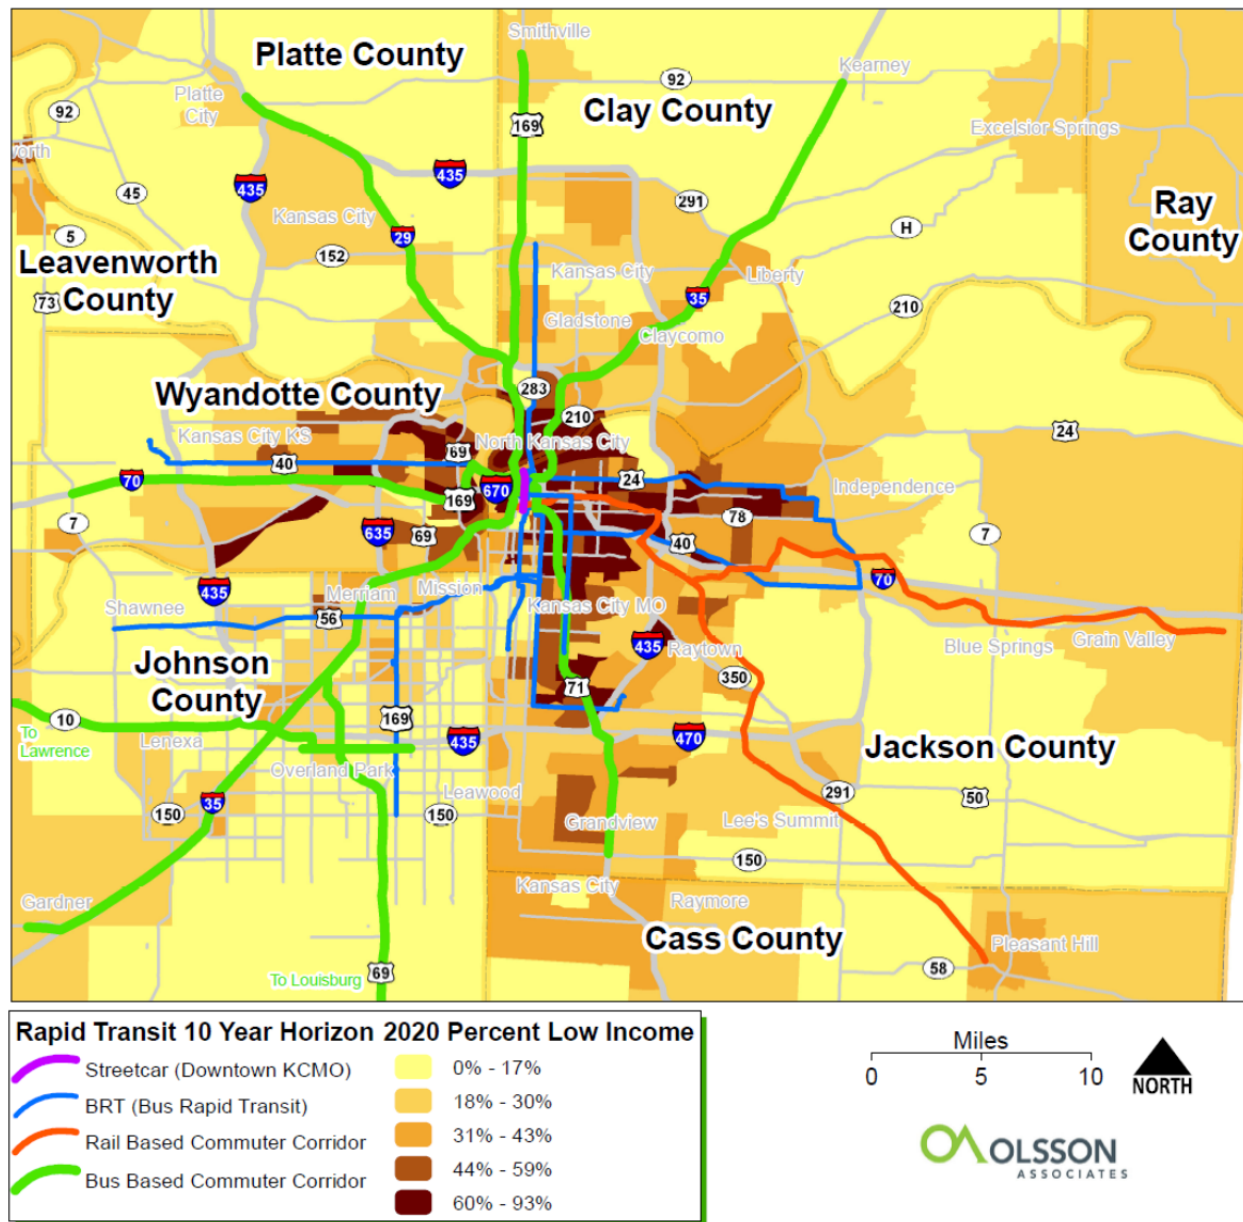 Smithville
Platte County
Kearney
92
Platte
City
Clay County
92
169
Excelsior Springs
worth
435
435
291
45
Ray
County
Kansas City
H
5
29
152
Leavenworth
County
Kansas City
Liberty
73
35
210
Gladstone
Claycomo
Wyandotte County
283
210
Kansas City KS
69
North Kansas City
24
40
70
670
24
Independence
169
78
7
635
69
40
7
435
Merriam
Mission
70
Shawnee
56
Kansas City MO
435
Raytown
Blue Springs
Grain Valley
Johnson
County
71
350
10
169
To
Lawrence
Lenexa
435
470
Jackson County
Overland Park
Leawood
291
50
35
150
150
Grandview
Lee's Summit
150
Kansas City
Gardner
Raymore
Cass County
Pleasant Hill
58
69
To Louisburg
Rapid Transit 10 Year Horizon
Streetcar (Downtown KCMO)
BRT (Bus Rapid Transit)
Rail Based Commuter Corridor
Bus Based Commuter Corridor
2020 Percent Low Income
0% - 17%
18% - 30%
31% - 43%
44% - 59%
60% - 93%
Miles
0 5 10
NORTH
OLSSON
ASSOCIATES